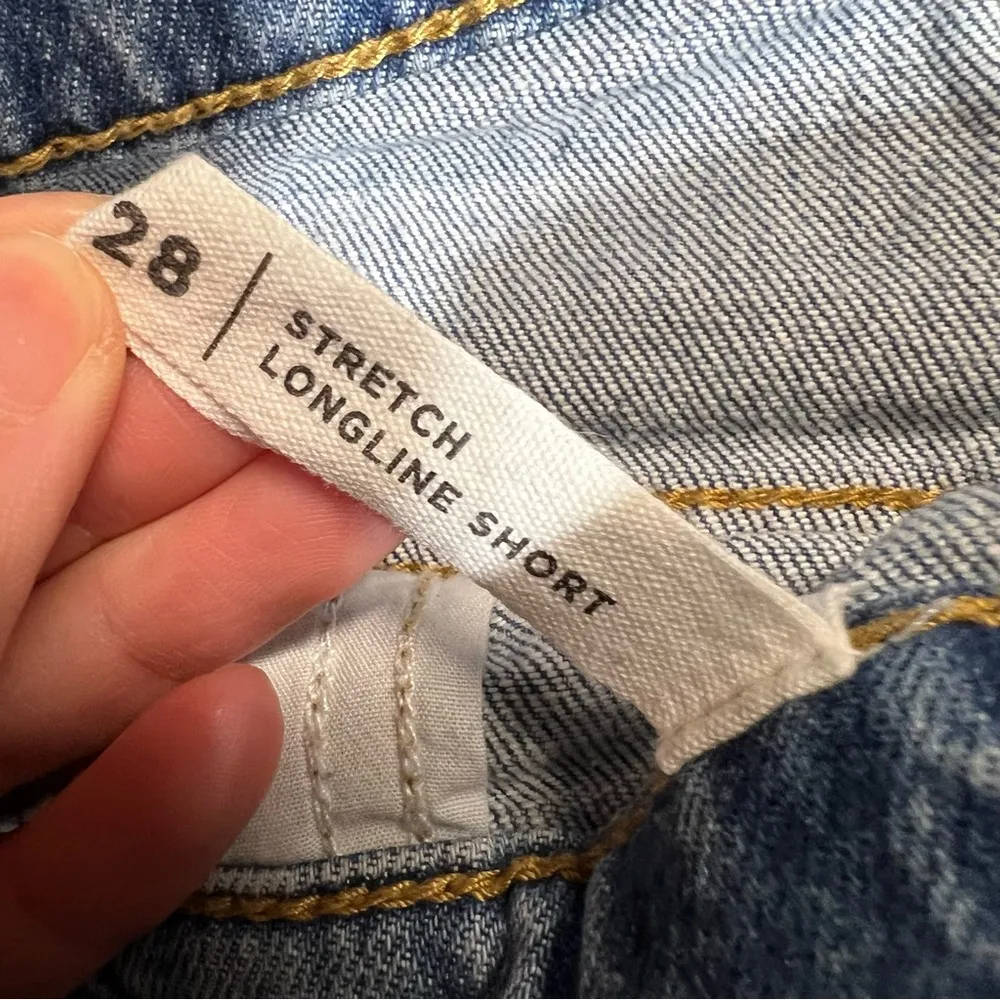 28 |
STRETCH
LONGLINE SHORT